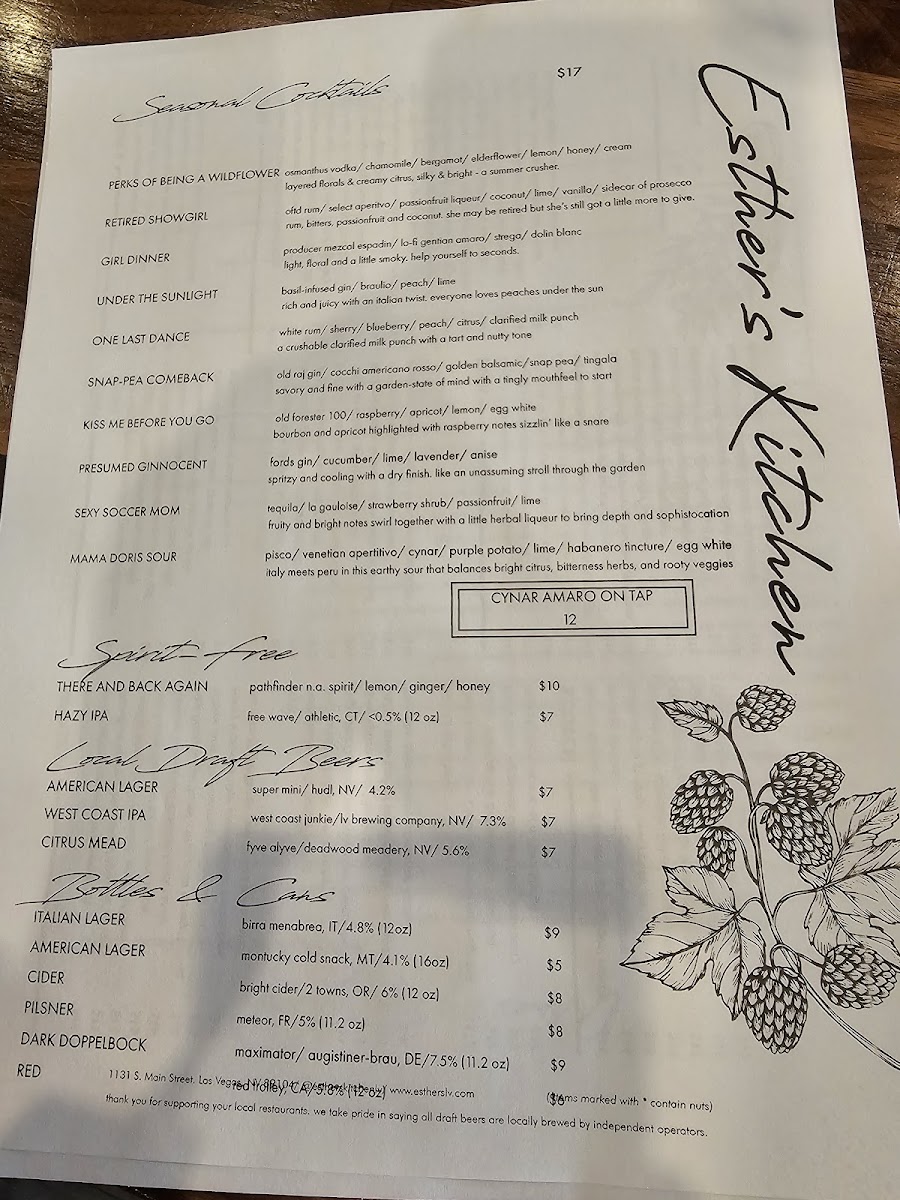 Esther's Kitchen
Seasonal Cocktails $17
PERKS OF BEING A WILDFLOWER osmanthus vodka/ chamomile/ bergamot/ elderflower/ lemon/ honey/ cream
layered florals & creamy citrus, silky & bright - a summer crusher.
RETIRED SHOWGIRL oftd rum/ select aperitvo/ passionfruit liqueur/ coconut/ lime/ vanilla/ sidecar of prosecco
rum, bitters, passionfruit and coconut. she may be retired but she's still got a little more to give.
GIRL DINNER producer mezcal espadin/ lo-fi gentian amaro/ strega/ dolin blanc
light, floral and a little smoky. help yourself to seconds.
UNDER THE SUNLIGHT basil-infused gin/ braulio/ peach/ lime
rich and juicy with an italian twist. everyone loves peaches under the sun
ONE LAST DANCE white rum/ sherry/ blueberry/ peach/ citrus/ clarified milk punch
a crushable clarified milk punch with a tart and nutty tone
SNAP-PEA COMEBACK old raj gin/ cocchi americano rosso/ golden balsamic/snap pea/ tingala
savory and fine with a garden-state of mind with a tingly mouthfeel to start
KISS ME BEFORE YOU GO old forester 100/ raspberry/ apricot/ lemon/ egg white
bourbon and apricot highlighted with raspberry notes sizzlin' like a snare
PRESUMED GINNOCENT fords gin/ cucumber/ lime/ lavender/ anise
spritzy and cooling with a dry finish. like an unassuming stroll through the garden
SEXY SOCCER MOM tequila/ la gauloise/ strawberry shrub/ passionfruit/ lime
fruity and bright notes swirl together with a little herbal liqueur to bring depth and sophistocation
MAMA DORIS SOUR pisco/ venetian apertitivo/ cynar/ purple potato/ lime/ habanero tincture/ egg white
italy meets peru in this earthy sour that balances bright citrus, bitterness herbs, and rooty veggies
CYNAR AMARO ON TAP
12
Spirit-free
THERE AND BACK AGAIN pathfinder n.a. spirit/ lemon/ ginger/ honey $10
HAZY IPA free wave/ athletic, CT/ <0.5% (12 oz) $7
Local Draft Beers
AMERICAN LAGER super mini/ hudl, NV/ 4.2% $7
WEST COAST IPA west coast junkie/lv brewing company, NV/ 7.3% $7
CITRUS MEAD fyve alyve/deadwood meadery, NV/ 5.6% $7
Bottles & Cans
ITALIAN LAGER birra menabrea, IT/4.8% (12oz) $9
AMERICAN LAGER montucky cold snack, MT/4.1% (16oz) $5
CIDER bright cider/2 towns, OR/ 6% (12 oz) $8
PILSNER meteor, FR/5% (11.2 oz) $8
DARK DOPPELBOCK maximator/ augistiner-brau, DE/7.5% (11.2 oz) $9
RED red trolley, CA/5.8% (12 oz) $6
1131 S. Main Street. Las Vegas, NV 89104/ @estherskitchenlv/ www.estherslv.com (items marked with * contain nuts)
thank you for supporting your local restaurants. we take pride in saying all draft beers are locally brewed by independent operators.